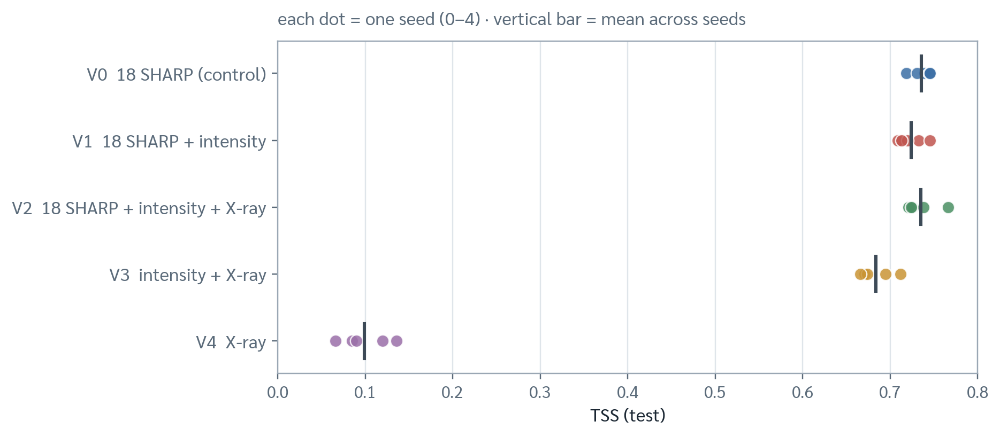 each dot = one seed (0–4) · vertical bar = mean across seeds
V0 18 SHARP (control)
V1 18 SHARP + intensity
V2 18 SHARP + intensity + X-ray
V3 intensity + X-ray
V4 X-ray
0.0 0.1 0.2 0.3 0.4 0.5 0.6 0.7 0.8
TSS (test)